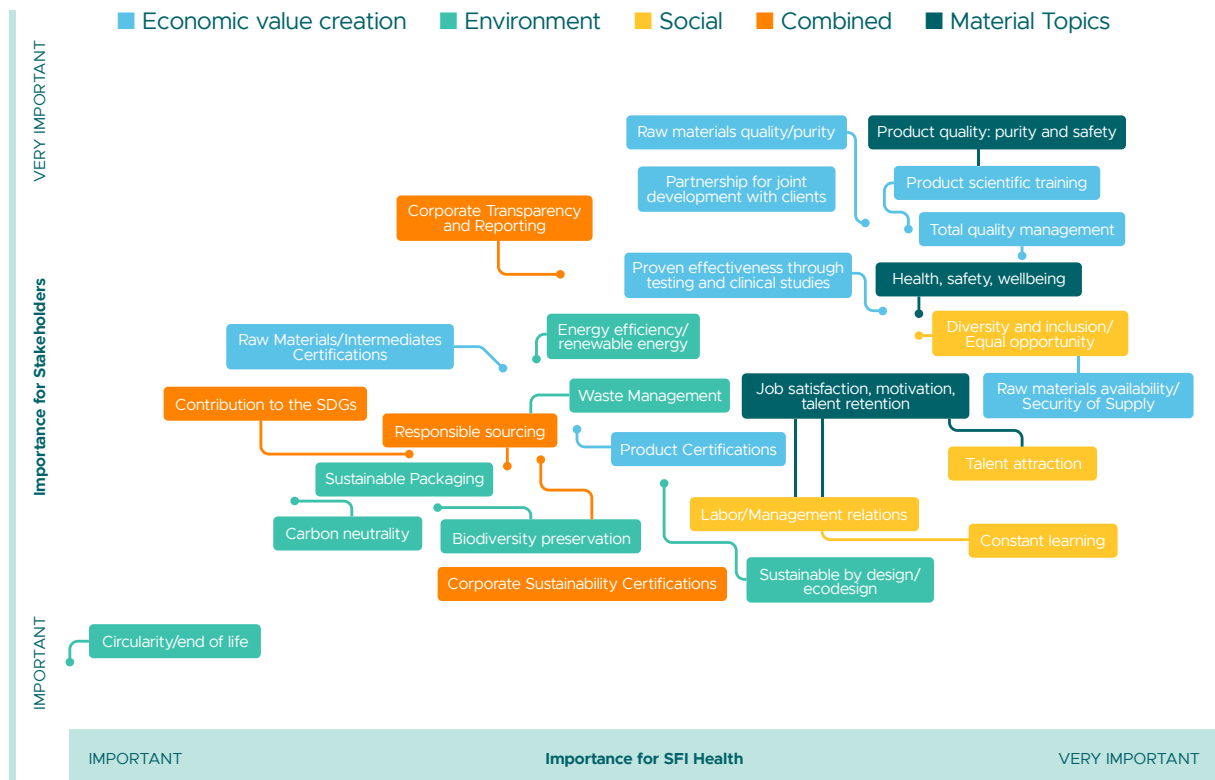 Economic value creation
Environment
Social
Combined
Material Topics
VERY IMPORTANT
Importance for Stakeholders
IMPORTANT
Raw materials quality/purity
Product quality: purity and safety
Partnership for joint
development with clients
Product scientific training
Corporate Transparency
and Reporting
Total quality management
Proven effectiveness through
testing and clinical studies
Health, safety, wellbeing
Raw Materials/Intermediates
Certifications
Energy efficiency/
renewable energy
Diversity and inclusion/
Equal opportunity
Contribution to the SDGs
Waste Management
Job satisfaction, motivation,
talent retention
Raw materials availability/
Security of Supply
Responsible sourcing
Product Certifications
Talent attraction
Sustainable Packaging
Labor/Management relations
Carbon neutrality
Biodiversity preservation
Constant learning
Corporate Sustainability Certifications
Sustainable by design/
ecodesign
Circularity/end of life
IMPORTANT
Importance for SFI Health
VERY IMPORTANT